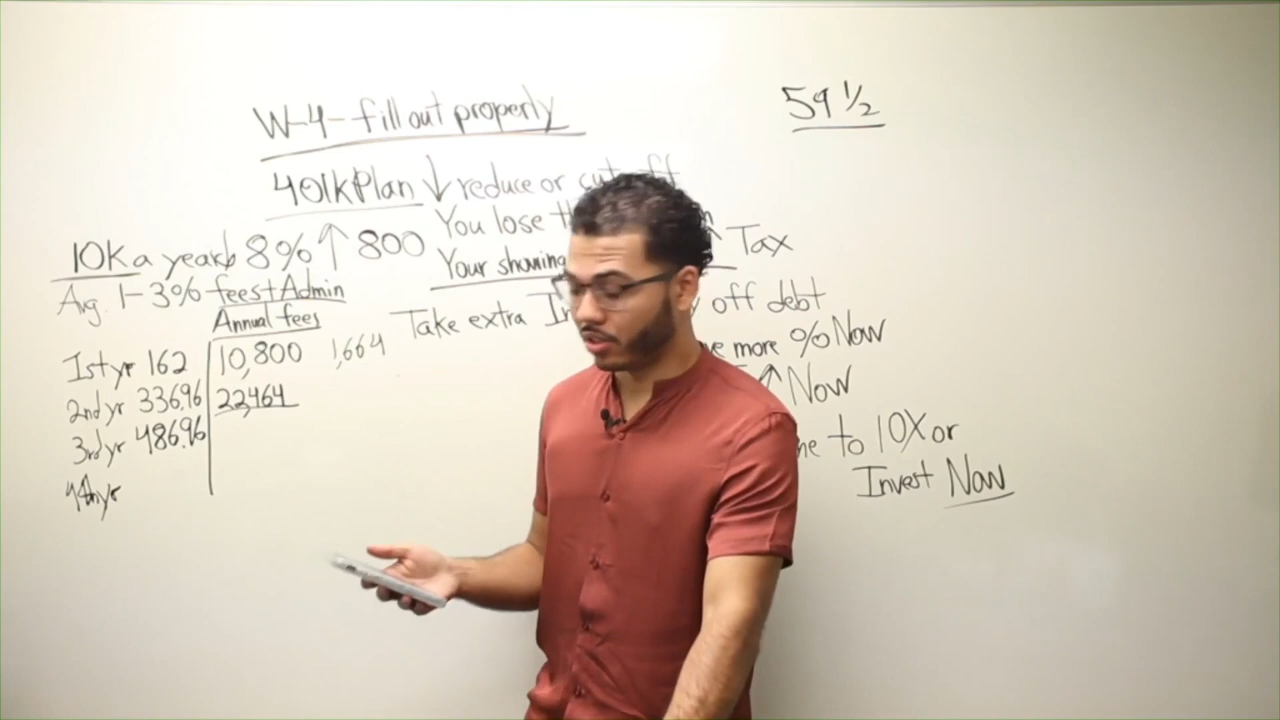 W-4 - fill out properly
59 1/2
401k Plan ↓ reduce or cut off
10K a year 8% ↑ 800
You lose
Your showing Tax
Avg. 1-3% fees + Admin
Annual fees
Take extra off debt
1st yr 162 10,800 1,664
more % Now
2nd yr 336.96 22,464
↑ Now
3rd yr 486.96
to 10X or
4th yr
Invest Now